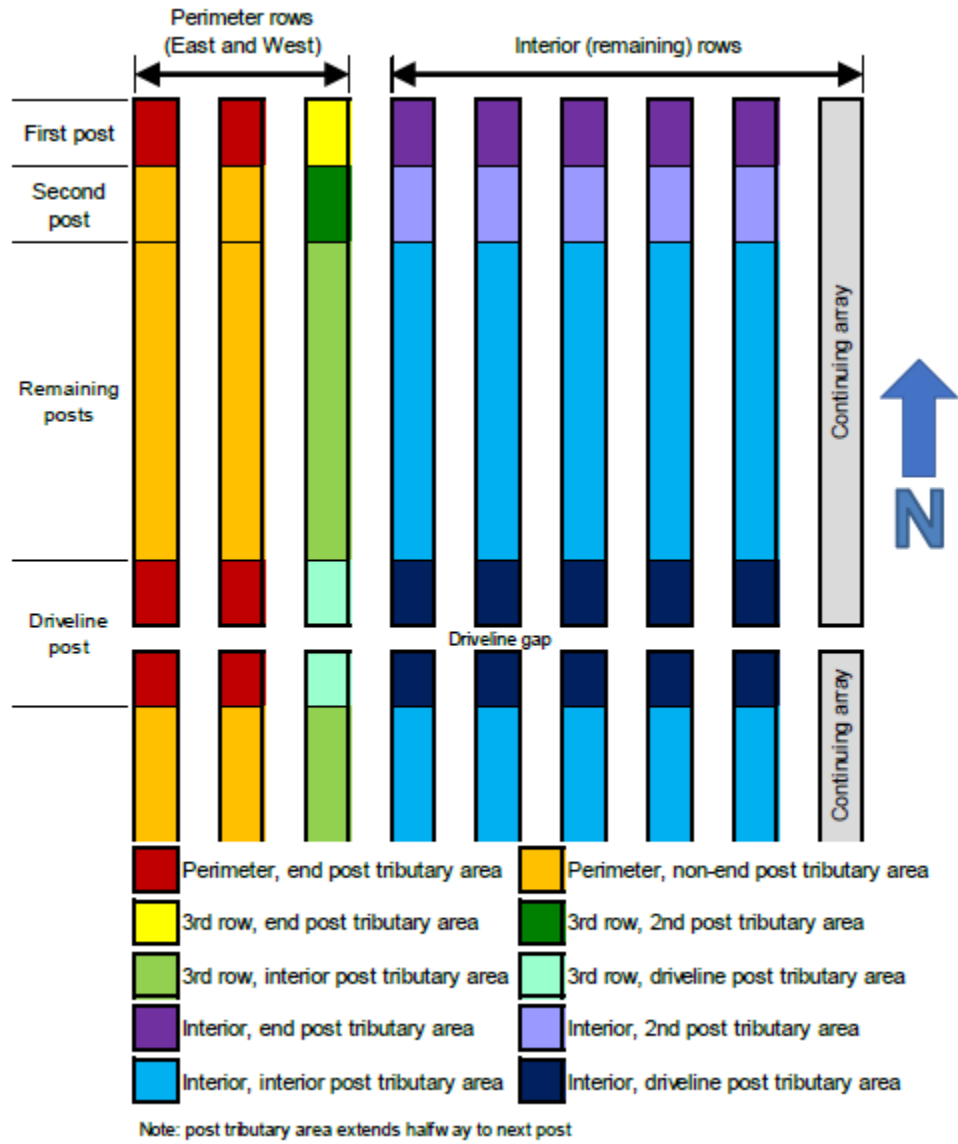 Perimeter rows
(East and West)
Interior (remaining) rows
First post
Second
post
Remaining
posts
Driveline
post
Driveline gap
Continuing array
Continuing array
N
Perimeter, end post tributary area
Perimeter, non-end post tributary area
3rd row, end post tributary area
3rd row, 2nd post tributary area
3rd row, interior post tributary area
3rd row, driveline post tributary area
Interior, end post tributary area
Interior, 2nd post tributary area
Interior, interior post tributary area
Interior, driveline post tributary area
Note: post tributary area extends halfway to next post